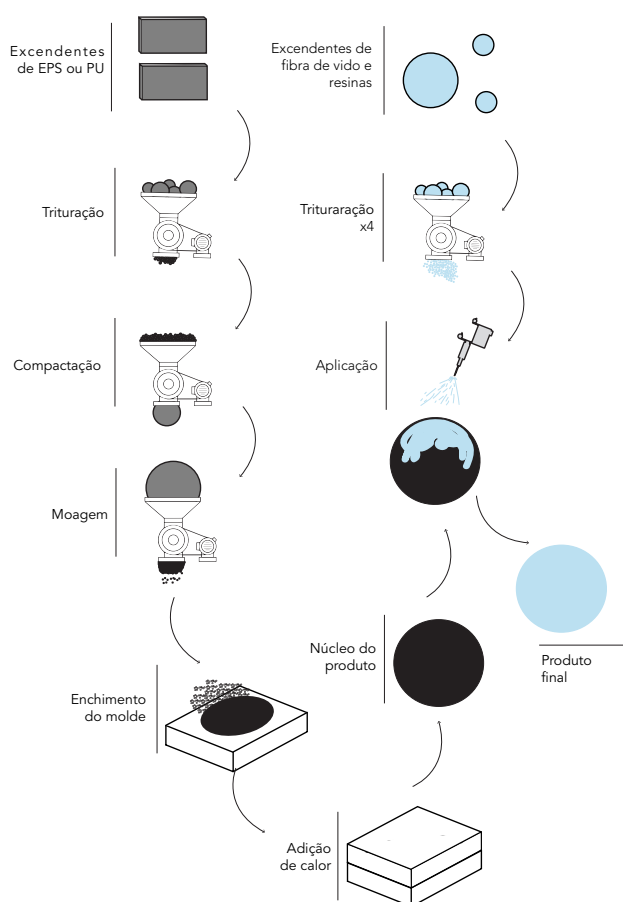 Excendentes
de EPS ou PU
Trituração
Compactação
Moagem
Enchimento
do molde
Adição
de calor
Núcleo do
produto
Excendentes de
fibra de vido e
resinas
Trituraração
x4
Aplicação
Produto
final